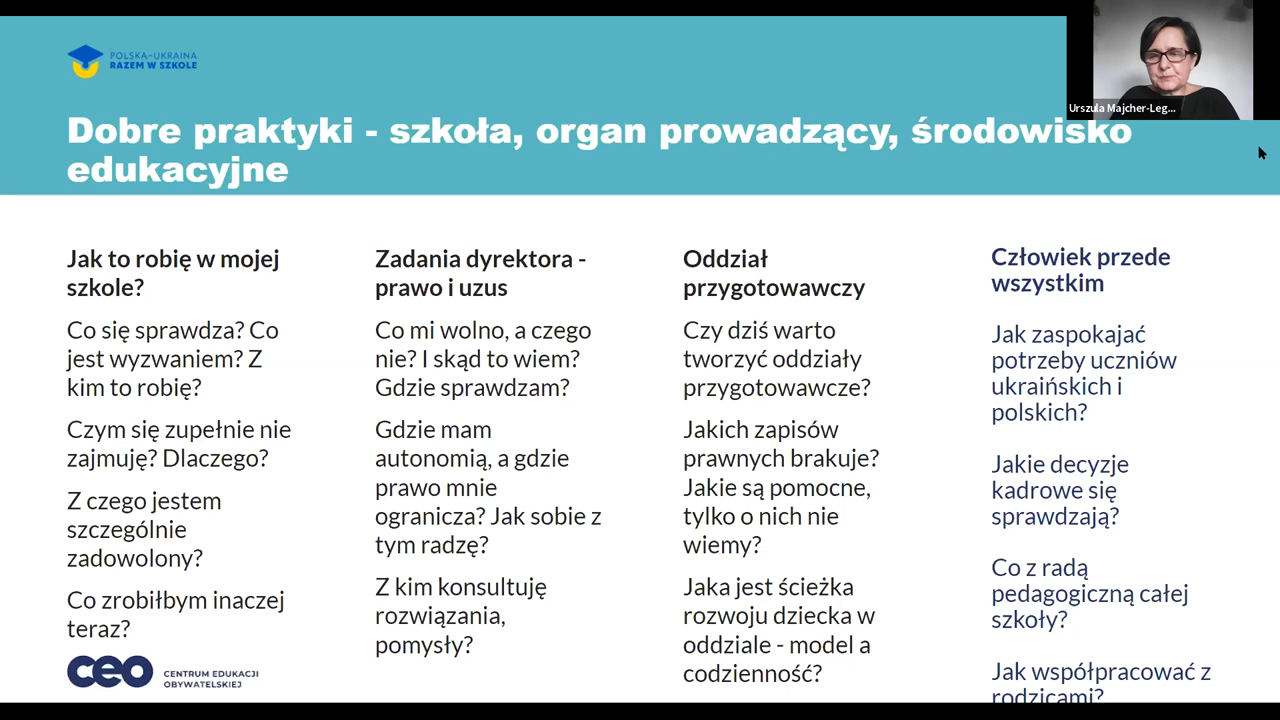 POLSKA-UKRAINA
RAZEM W SZKOLE
Urszula Majcher-Leg...
Dobre praktyki - szkoła, organ prowadzący, środowisko
edukacyjne
Jak to robię w mojej
szkole?
Co się sprawdza? Co
jest wyzwaniem? Z
kim to robię?
Czym się zupełnie nie
zajmuję? Dlaczego?
Z czego jestem
szczególnie
zadowolony?
Co zrobiłbym inaczej
teraz?
Zadania dyrektora -
prawo i uzus
Co mi wolno, a czego
nie? I skąd to wiem?
Gdzie sprawdzam?
Gdzie mam
autonomią, a gdzie
prawo mnie
ogranicza? Jak sobie z
tym radzę?
Z kim konsultuję
rozwiązania,
pomysły?
Oddział
przygotowawczy
Czy dziś warto
tworzyć oddziały
przygotowawcze?
Jakich zapisów
prawnych brakuje?
Jakie są pomocne,
tylko o nich nie
wiemy?
Jaka jest ścieżka
rozwoju dziecka w
oddziale - model a
codzienność?
Człowiek przede
wszystkim
Jak zaspokajać
potrzeby uczniów
ukraińskich i
polskich?
Jakie decyzje
kadrowe się
sprawdzają?
Co z radą
pedagogiczną całej
szkoły?
Jak współpracować z
rodzicami?
ceo
CENTRUM EDUKACJI
OBYWATELSKIEJ